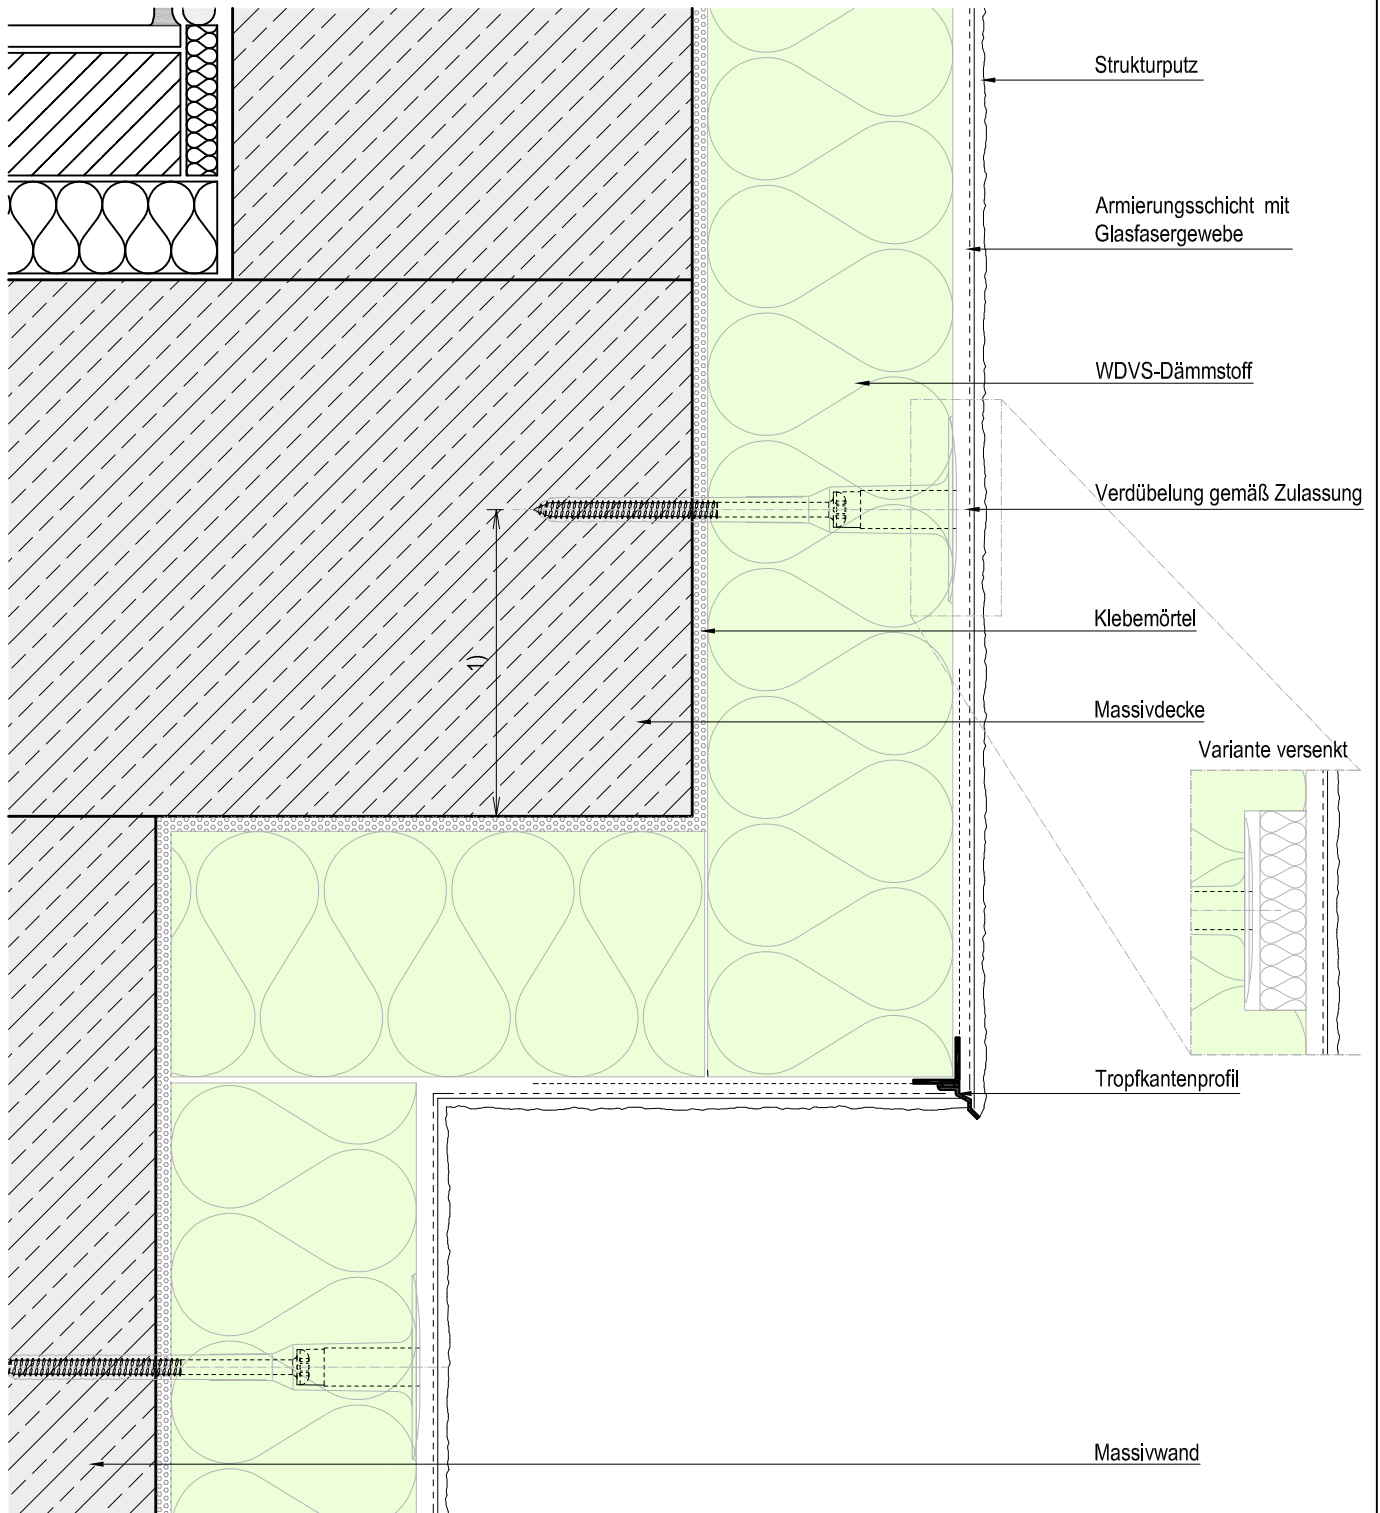 Strukturputz
Armierungsschicht mit
Glasfasergewebe
WDVS-Dämmstoff
Verdübelung gemäß Zulassung
Klebemörtel
1)
Massivdecke
Variante versenkt
Tropfkantenprofil
Massivwand